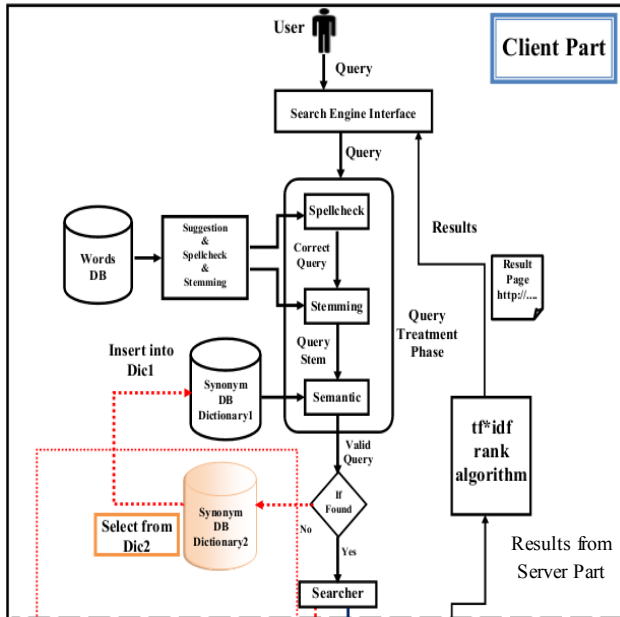 User
Client Part
Query
Search Engine Interface
Query
Spellcheck
Suggestion
&
Spellcheck
&
Stemming
Words
DB
Correct
Query
Results
Result
Page
http://....
Stemming
Query
Treatment
Phase
Query
Stem
Insert into
Dic1
Synonym
DB
Dictionary1
Semantic
Valid
Query
tf*idf
rank
algorithm
If
Found
Synonym
DB
Dictionary2
Select from
Dic2
No
Yes
Results from
Server Part
Searcher